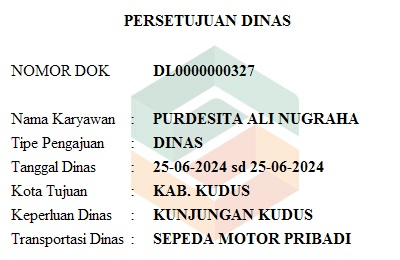 PERSETUJUAN DINAS
NOMOR DOK DL0000000327
Nama Karyawan : PURDESITA ALI NUGRAHA
Tipe Pengajuan : DINAS
Tanggal Dinas : 25-06-2024 sd 25-06-2024
Kota Tujuan : KAB. KUDUS
Keperluan Dinas : KUNJUNGAN KUDUS
Transportasi Dinas : SEPEDA MOTOR PRIBADI